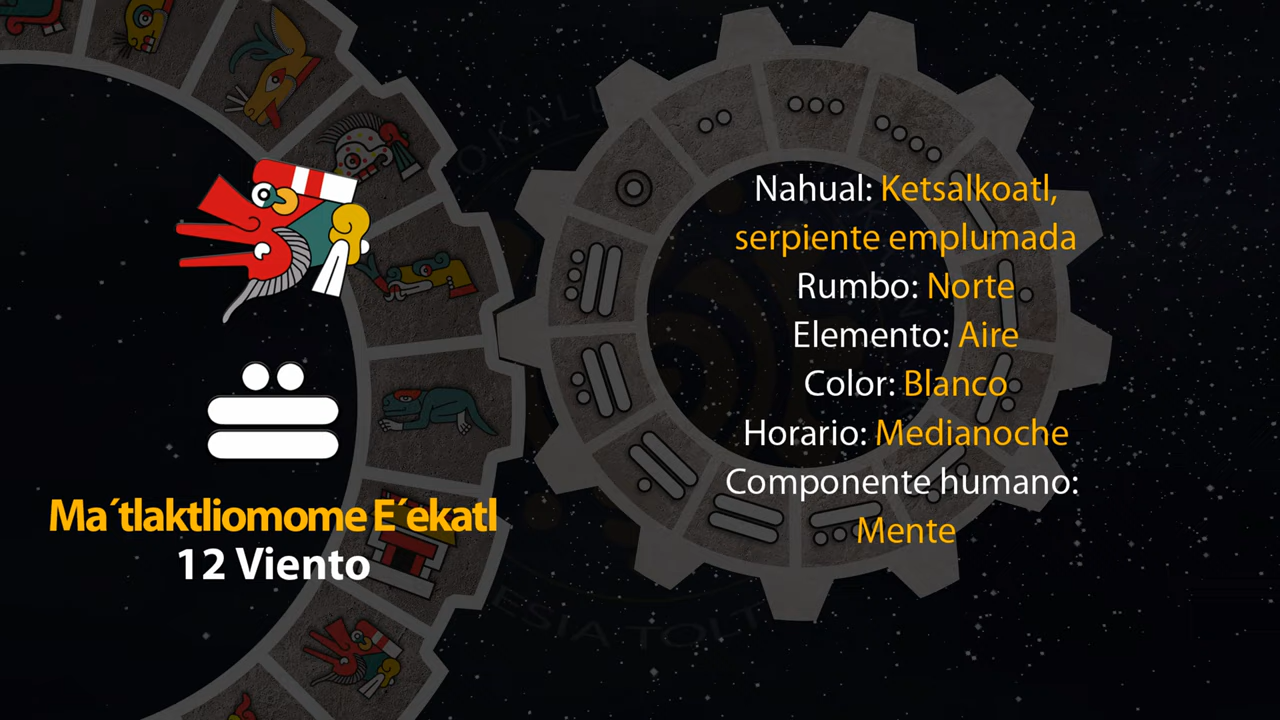 Ma´tlaktliomome E´ekatl
12 Viento
Nahual: Ketsalkoatl,
serpiente emplumada
Rumbo: Norte
Elemento: Aire
Color: Blanco
Horario: Medianoche
Componente humano:
Mente